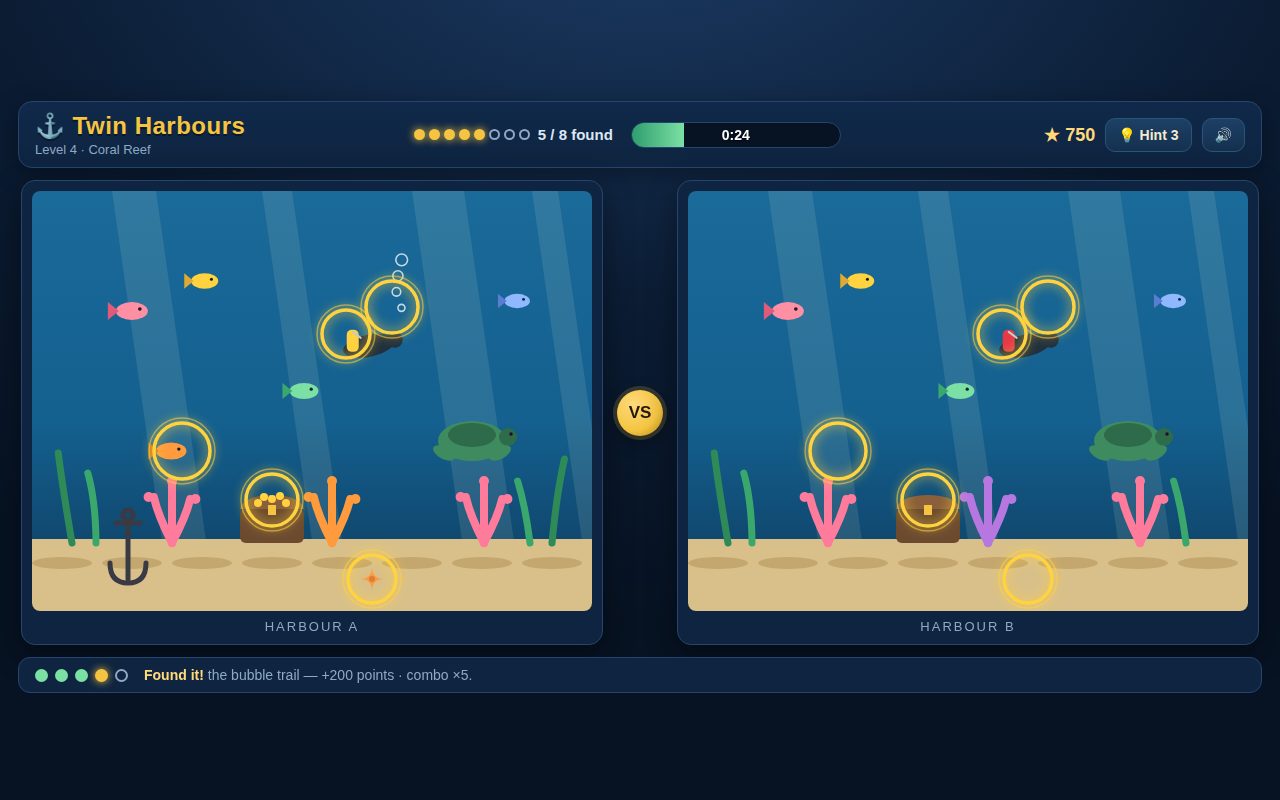 ⚓ Twin Harbours
Level 4 · Coral Reef
5 / 8 found
0:24
★ 750
💡 Hint 3
🔊
VS
HARBOUR A
HARBOUR B
Found it! the bubble trail — +200 points · combo ×5.